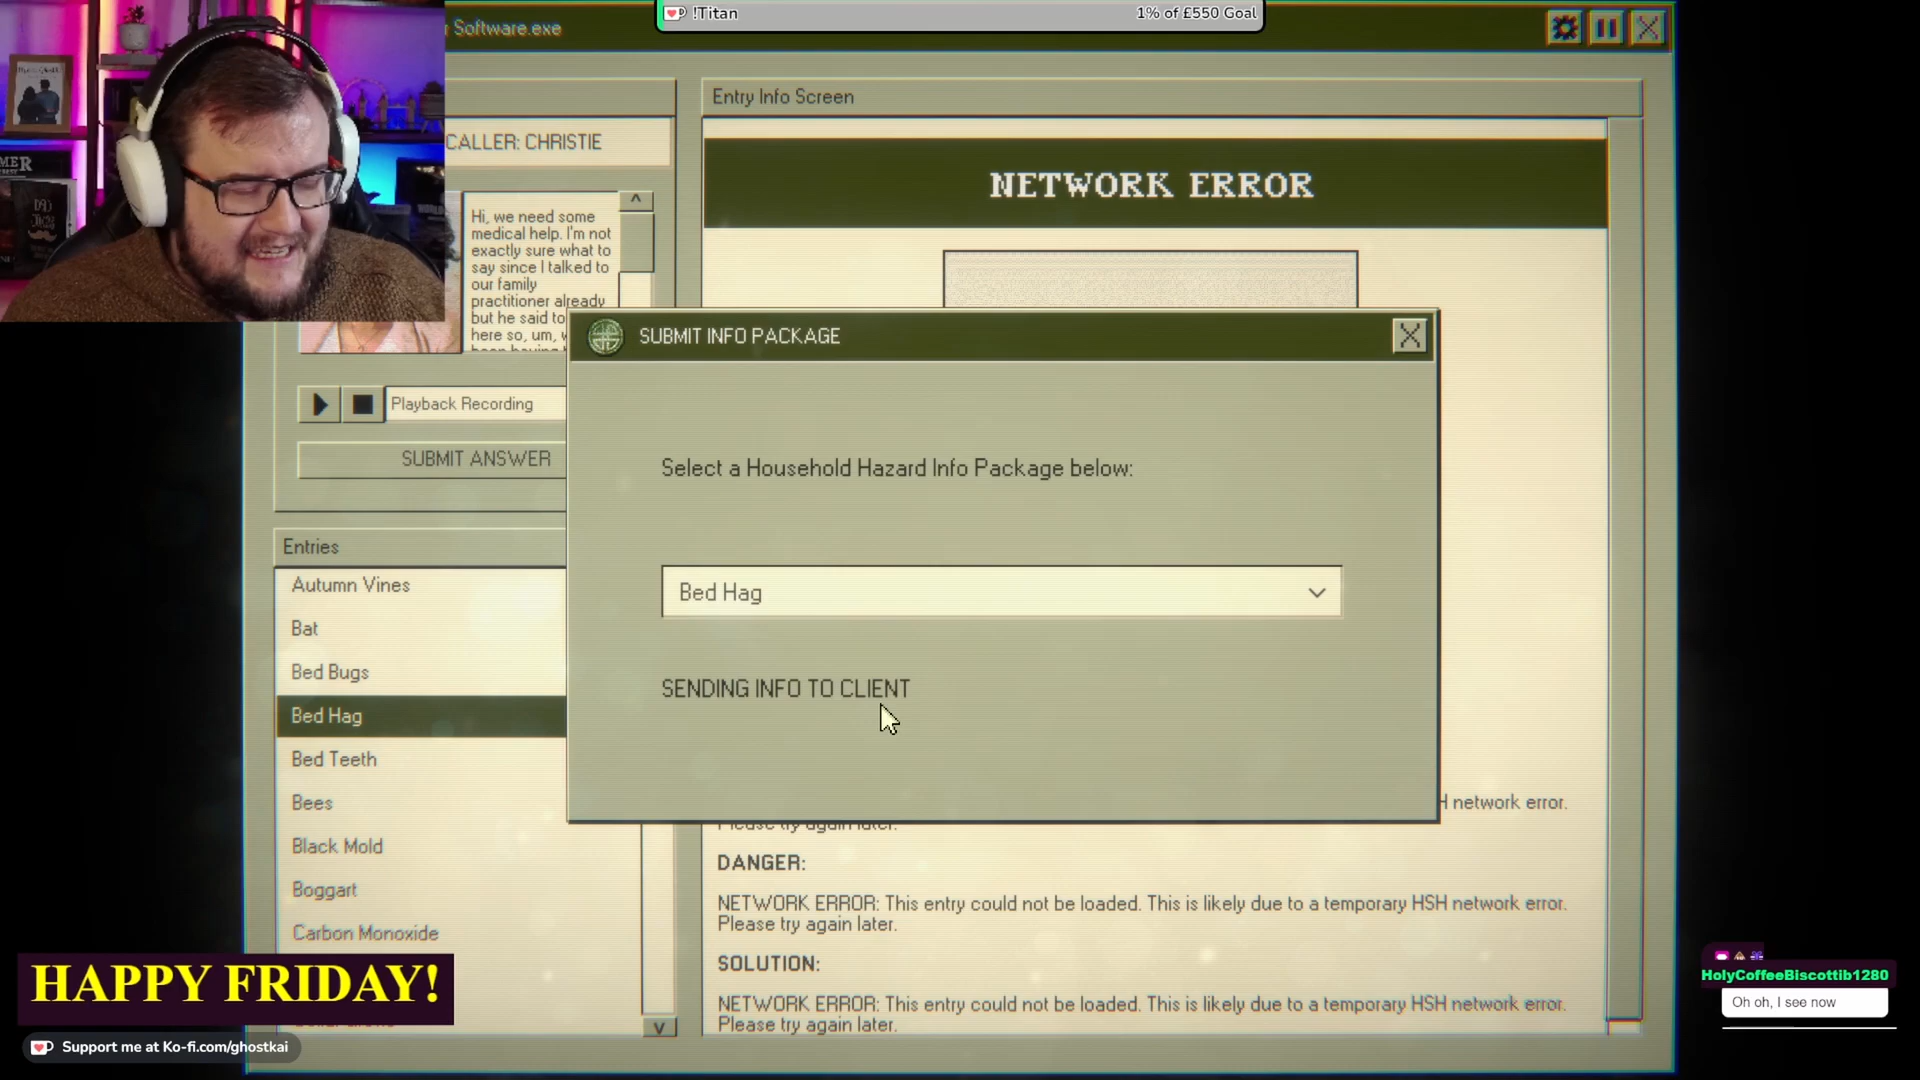 Software.exe
!Titan
1% of £550 Goal
CALLER: CHRISTIE
Hi, we need some
medical help. I'm not
exactly sure what to
say since I talked to
our family
practitioner already
but he said to
here so, um,
Playback Recording
SUBMIT ANSWER
Entries
Autumn Vines
Bat
Bed Bugs
Bed Hag
Bed Teeth
Bees
Black Mold
Boggart
Carbon Monoxide
Entry Info Screen
NETWORK ERROR
SUBMIT INFO PACKAGE
Select a Household Hazard Info Package below:
Bed Hag
SENDING INFO TO CLIENT
H network error.
Please try again later.
DANGER:
NETWORK ERROR: This entry could not be loaded. This is likely due to a temporary HSH network error.
Please try again later.
SOLUTION:
NETWORK ERROR: This entry could not be loaded. This is likely due to a temporary HSH network error.
Please try again later.
HAPPY FRIDAY!
Support me at Ko-fi.com/ghostkai
HolyCoffeeBiscottib1280
Oh oh, I see now